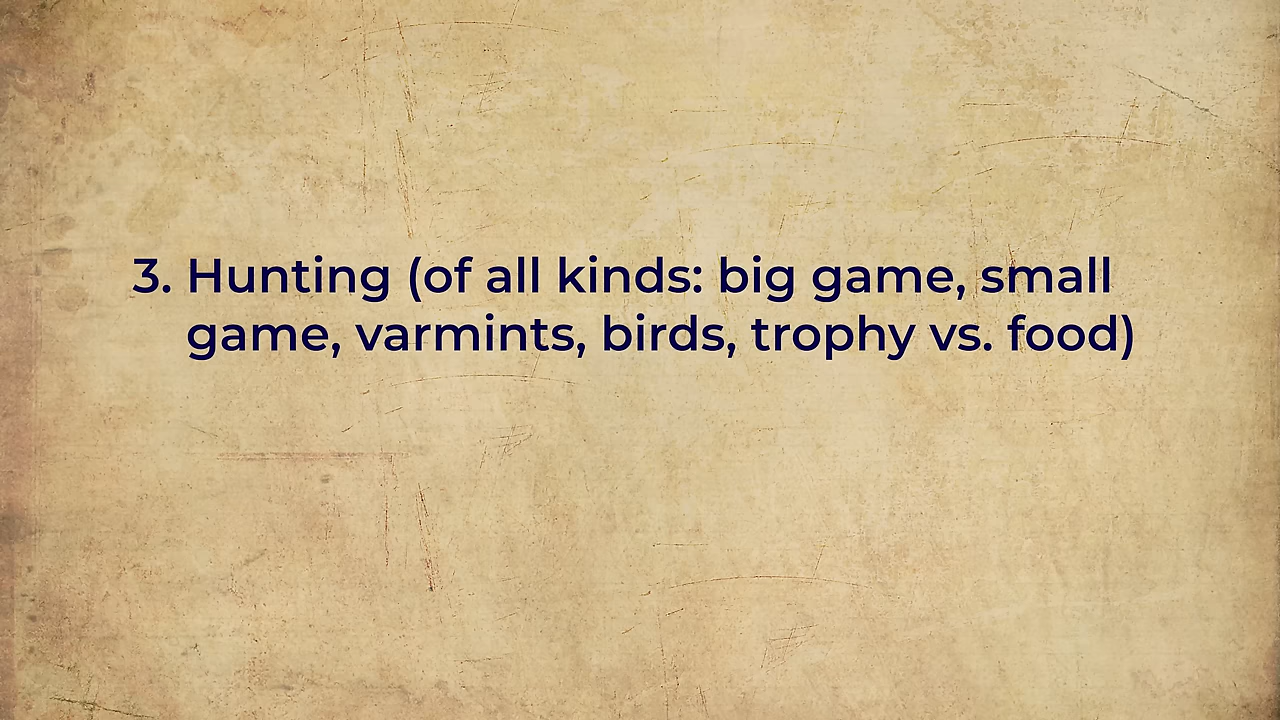 3. Hunting (of all kinds: big game, small
game, varmints, birds, trophy vs. food)